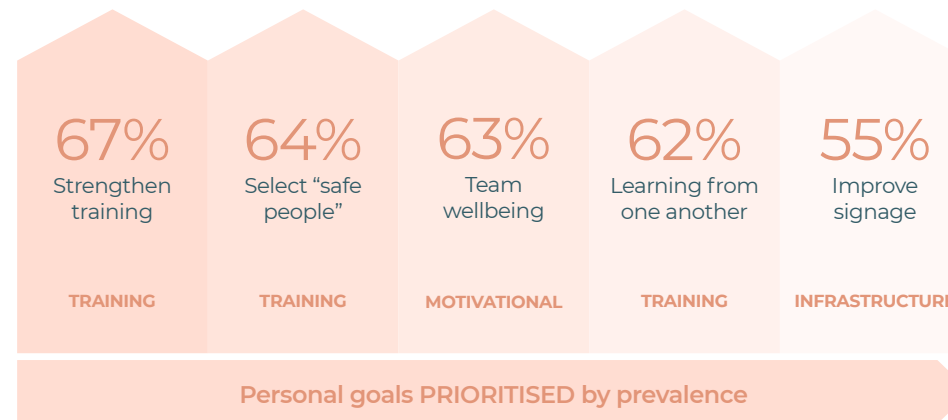 67%
Strengthen
training
TRAINING
64%
Select “safe
people”
TRAINING
63%
Team
wellbeing
MOTIVATIONAL
62%
Learning from
one another
TRAINING
55%
Improve
signage
Personal goals PRIORITISED by prevalence